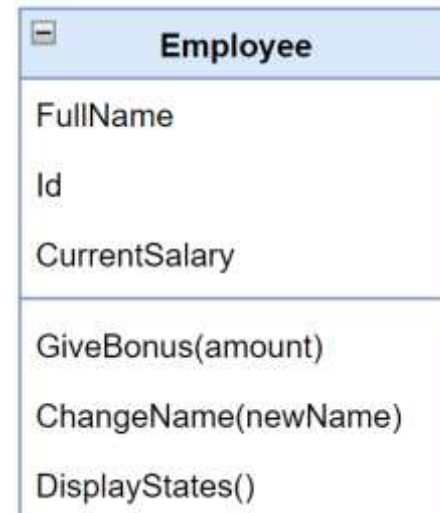 Employee
FullName
Id
CurrentSalary
GiveBonus(amount)
ChangeName(newName)
DisplayStates()